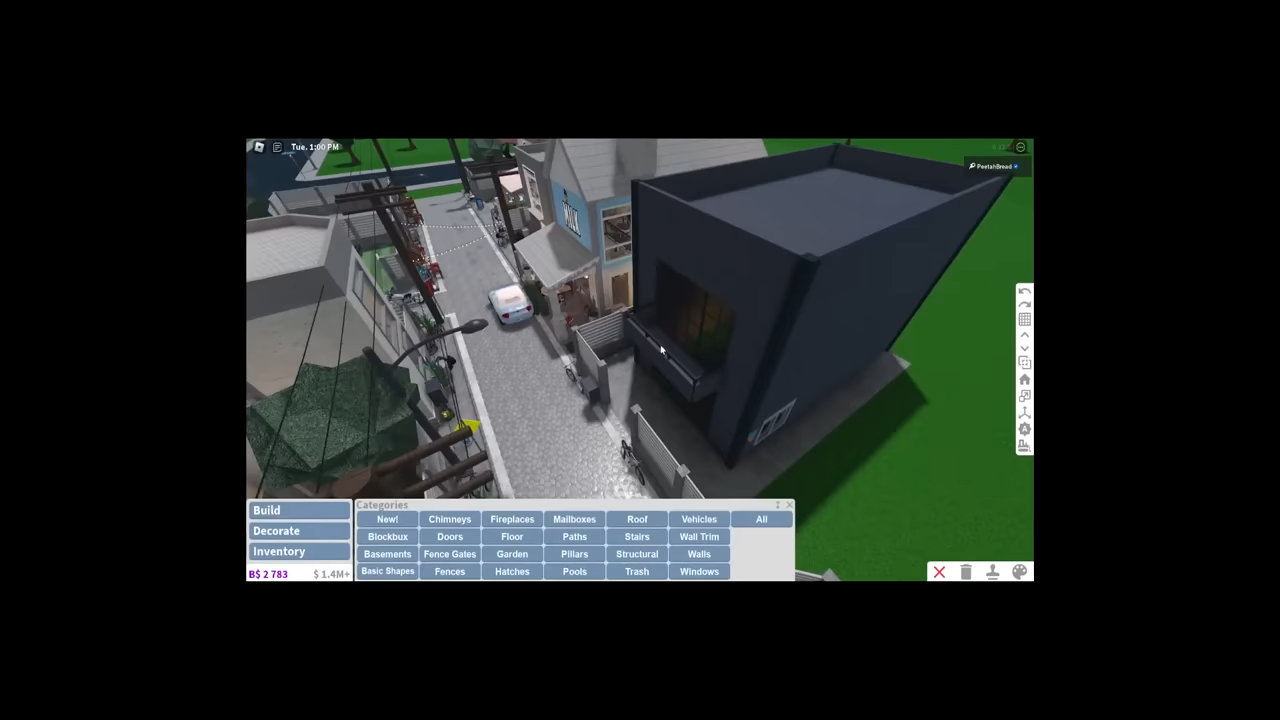 Tue. 1:00 PM
PeetahBread
MILK
Build
Decorate
Inventory
B$ 2 783 $ 1.4M+
Categories
New! Chimneys Fireplaces Mailboxes Roof Vehicles All
Blockbux Doors Floor Paths Stairs Wall Trim
Basements Fence Gates Garden Pillars Structural Walls
Basic Shapes Fences Hatches Pools Trash Windows